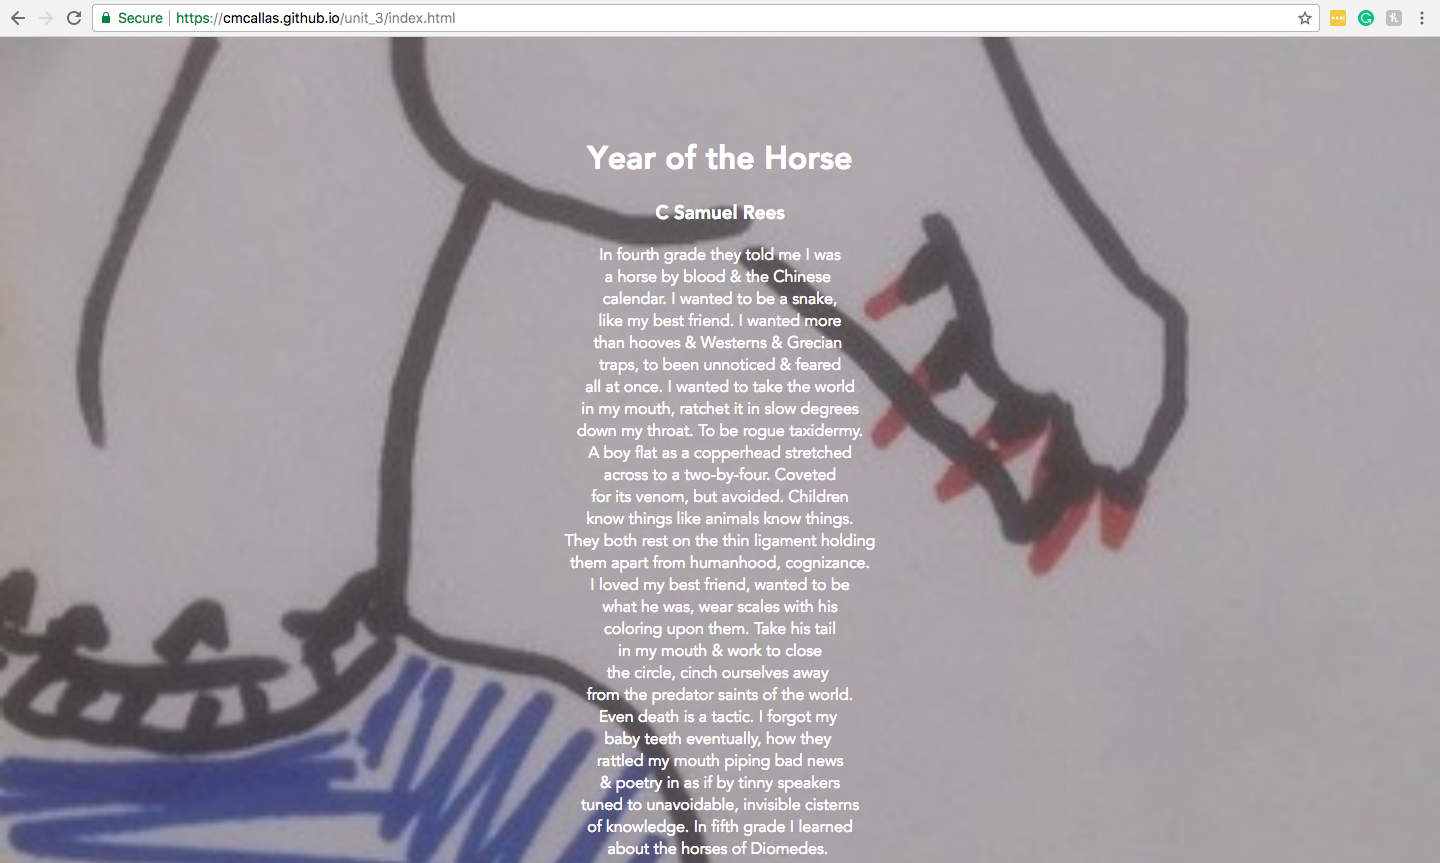 Secure https://cmcallas.github.io/unit_3/index.html
Year of the Horse
C Samuel Rees
In fourth grade they told me I was
a horse by blood & the Chinese
calendar. I wanted to be a snake,
like my best friend. I wanted more
than hooves & Westerns & Grecian
traps, to been unnoticed & feared
all at once. I wanted to take the world
in my mouth, ratchet it in slow degrees
down my throat. To be rogue taxidermy.
A boy flat as a copperhead stretched
across to a two-by-four. Coveted
for its venom, but avoided. Children
know things like animals know things.
They both rest on the thin ligament holding
them apart from humanhood, cognizance.
I loved my best friend, wanted to be
what he was, wear scales with his
coloring upon them. Take his tail
in my mouth & work to close
the circle, cinch ourselves away
from the predator saints of the world.
Even death is a tactic. I forgot my
baby teeth eventually, how they
rattled my mouth piping bad news
& poetry in as if by tinny speakers
tuned to unavoidable, invisible cisterns
of knowledge. In fifth grade I learned
about the horses of Diomedes.